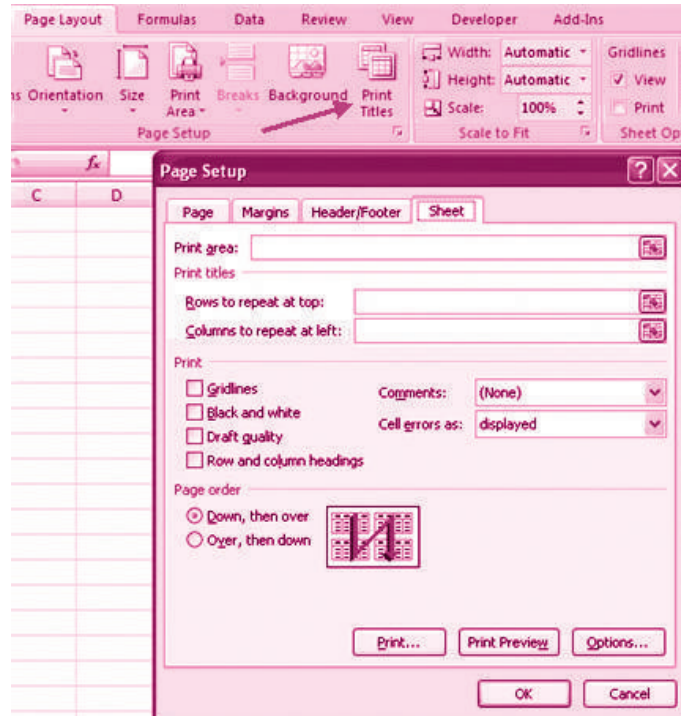 Page Layout Formulas Data Review View Developer Add-Ins
Width: Automatic Gridlines
Height: Automatic View
ns Orientation Size Print Area Breaks Background Print Titles Scale: 100% Print
Page Setup Scale to Fit Sheet Op
fx
C D
Page Setup ? X
Page Margins Header/Footer Sheet
Print area:
Print titles
Rows to repeat at top:
Columns to repeat at left:
Print
Gridlines Comments: (None)
Black and white Cell errors as: displayed
Draft quality
Row and column headings
Page order
Down, then over
Over, then down
Print... Print Preview Options...
OK Cancel